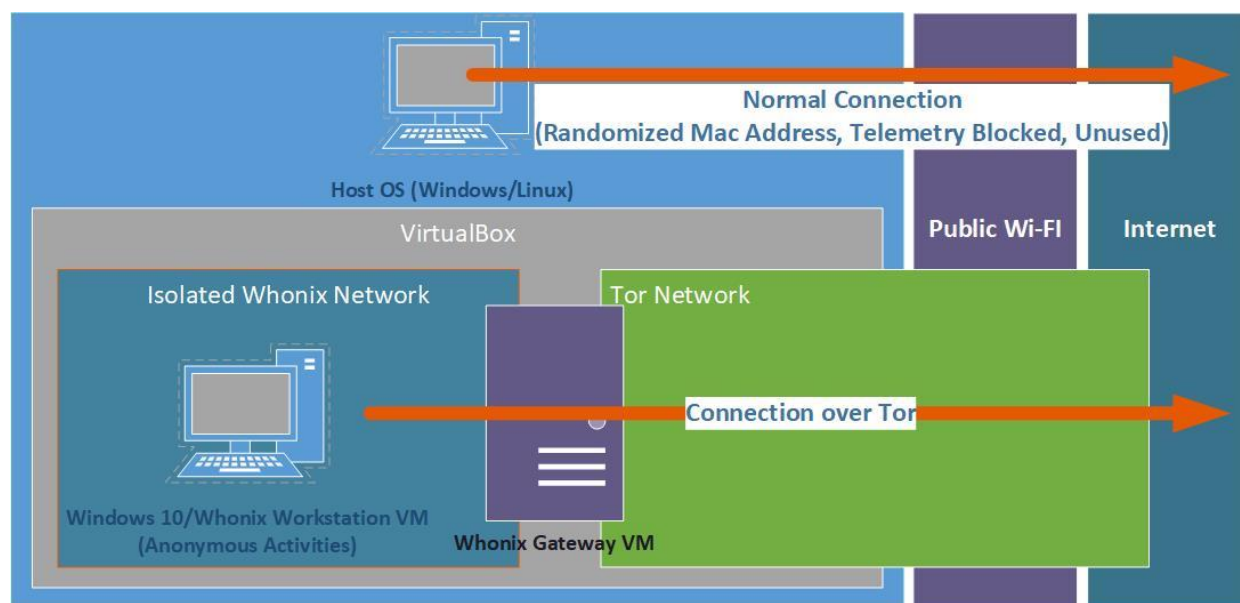 Normal Connection
(Randomized Mac Address, Telemetry Blocked, Unused)
Host OS (Windows/Linux)
VirtualBox
Public Wi-FI
Internet
Isolated Whonix Network
Tor Network
Connection over Tor
Windows 10/Whonix Workstation VM
(Anonymous Activities)
Whonix Gateway VM